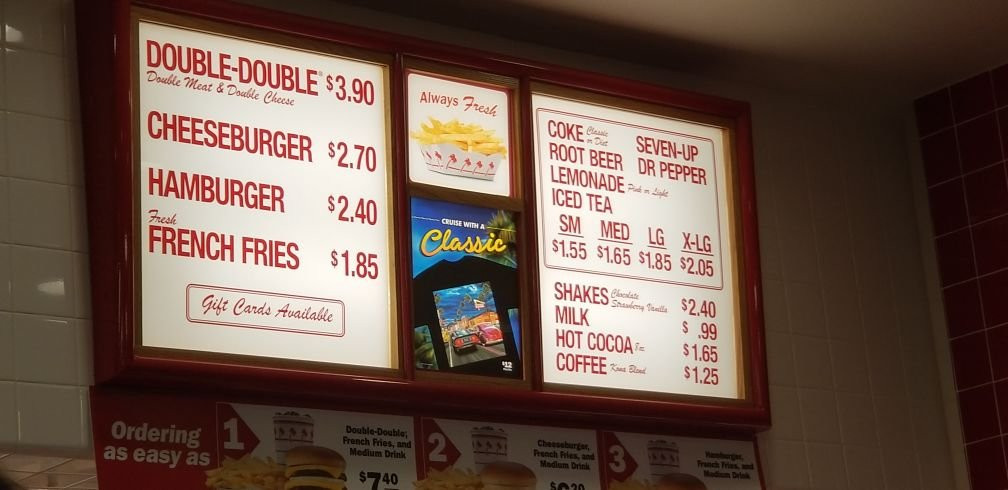 DOUBLE-DOUBLE® $3.90
Double Meat & Double Cheese
CHEESEBURGER $2.70
HAMBURGER $2.40
Fresh
FRENCH FRIES $1.85
Gift Cards Available
Always Fresh
CRUISE WITH A
Classic
$12
COKE Classic or Diet
SEVEN-UP
ROOT BEER
DR PEPPER
LEMONADE Pink or Light
ICED TEA
SM MED LG X-LG
$1.55 $1.65 $1.85 $2.05
SHAKES Chocolate Strawberry Vanilla $2.40
MILK $ .99
HOT COCOA 8oz. $1.65
COFFEE Kona Blend $1.25
Ordering
as easy as
1
Double-Double,
French Fries, and
Medium Drink
$7.40
2
Cheeseburger,
French Fries, and
Medium Drink
3
Hamburger,
French Fries, and
Medium Drink